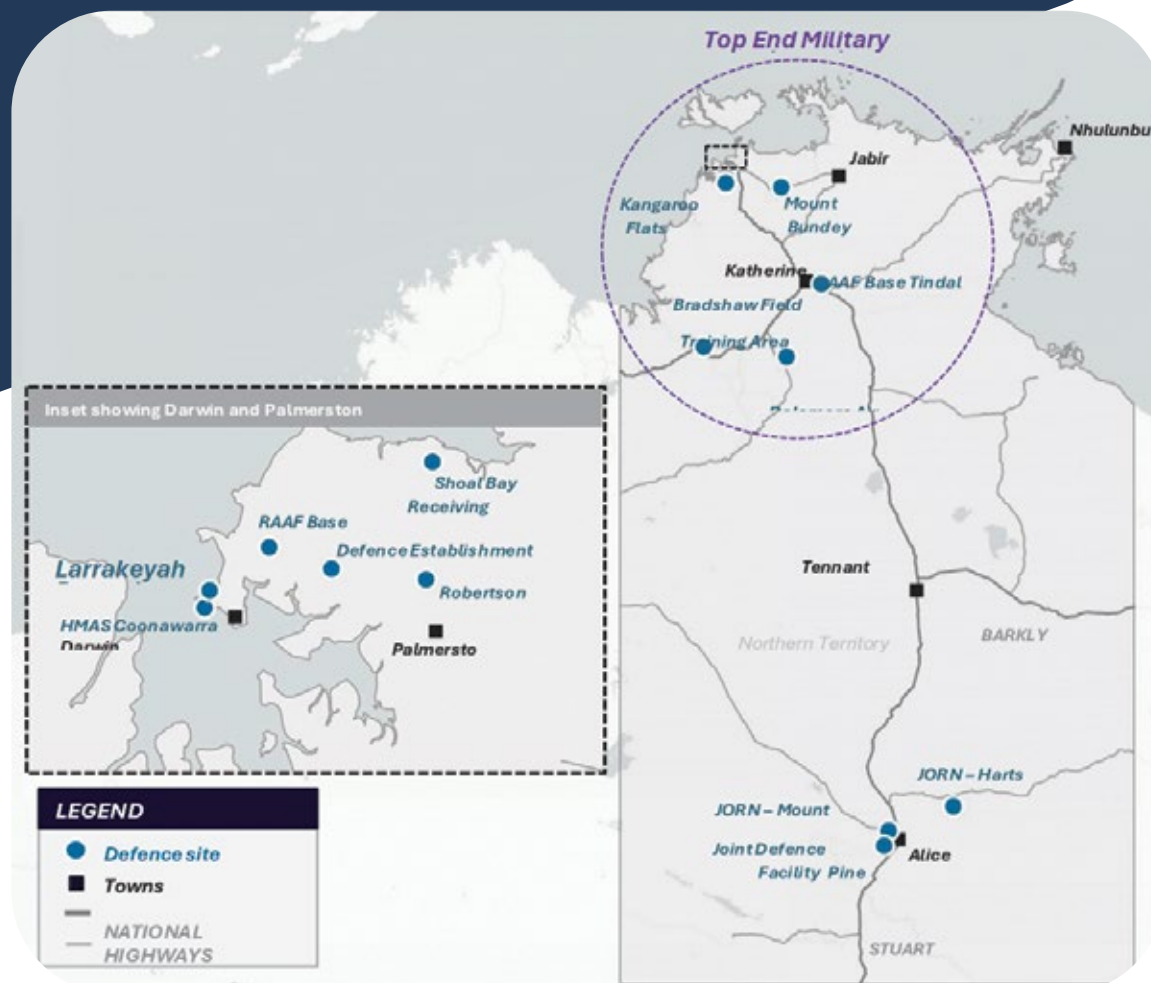 Top End Military
Nhulunbu
Jabir
Kangaroo
Flats
Mount
Bundey
Katherine
AAF Base Tindal
Bradshaw Field
Training Area
Inset showing Darwin and Palmerston
Shoal Bay
Receiving
RAAF Base
Defence Establishment
Larrakeyah
Robertson
HMAS Coonawarra
Darwin
Palmersto
Tennant
Northern Territory
BARKLY
JORN – Harts
JORN – Mount
Joint Defence
Facility Pine
Alice
STUART
LEGEND
Defence site
Towns
NATIONAL
HIGHWAYS